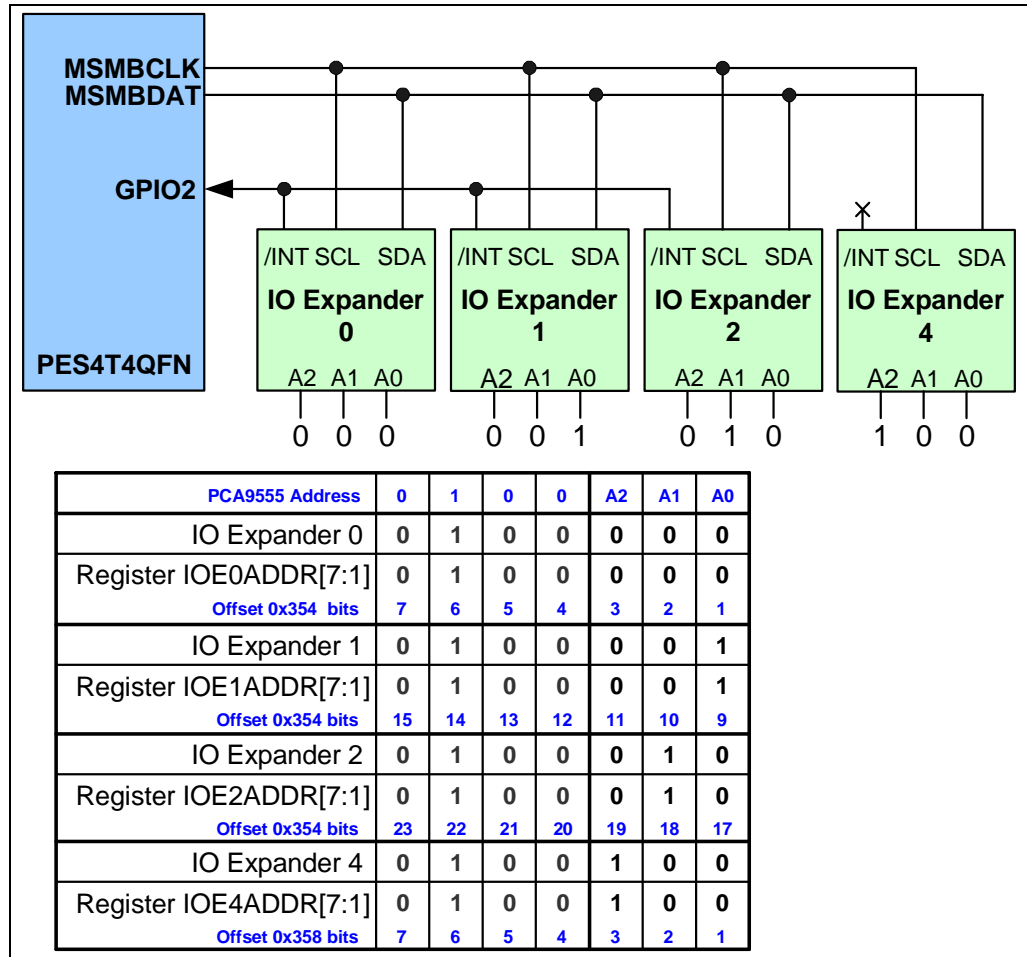 MSMBCLK
MSMBDAT
GPIO2
PES4T4QFN
/INT SCL SDA
IO Expander
0
A2 A1 A0
0 0 0
/INT SCL SDA
IO Expander
1
A2 A1 A0
0 0 1
/INT SCL SDA
IO Expander
2
A2 A1 A0
0 1 0
/INT SCL SDA
IO Expander
4
A2 A1 A0
1 0 0
PCA9555 Address 0 1 0 0 A2 A1 A0
IO Expander 0 0 1 0 0 0 0 0
Register IOE0ADDR[7:1] 0 1 0 0 0 0 0
Offset 0x354 bits 7 6 5 4 3 2 1
IO Expander 1 0 1 0 0 0 0 1
Register IOE1ADDR[7:1] 0 1 0 0 0 0 1
Offset 0x354 bits 15 14 13 12 11 10 9
IO Expander 2 0 1 0 0 0 1 0
Register IOE2ADDR[7:1] 0 1 0 0 0 1 0
Offset 0x354 bits 23 22 21 20 19 18 17
IO Expander 4 0 1 0 0 1 0 0
Register IOE4ADDR[7:1] 0 1 0 0 1 0 0
Offset 0x358 bits 7 6 5 4 3 2 1